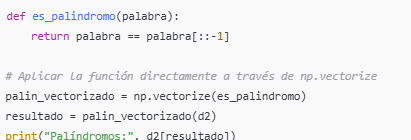 def es_palindromo(palabra):
    return palabra == palabra[::-1]
# Aplicar la función directamente a través de np.vectorize
palin_vectorizado = np.vectorize(es_palindromo)
resultado = palin_vectorizado(d2)
print("Palíndromos:", d2[resultado])